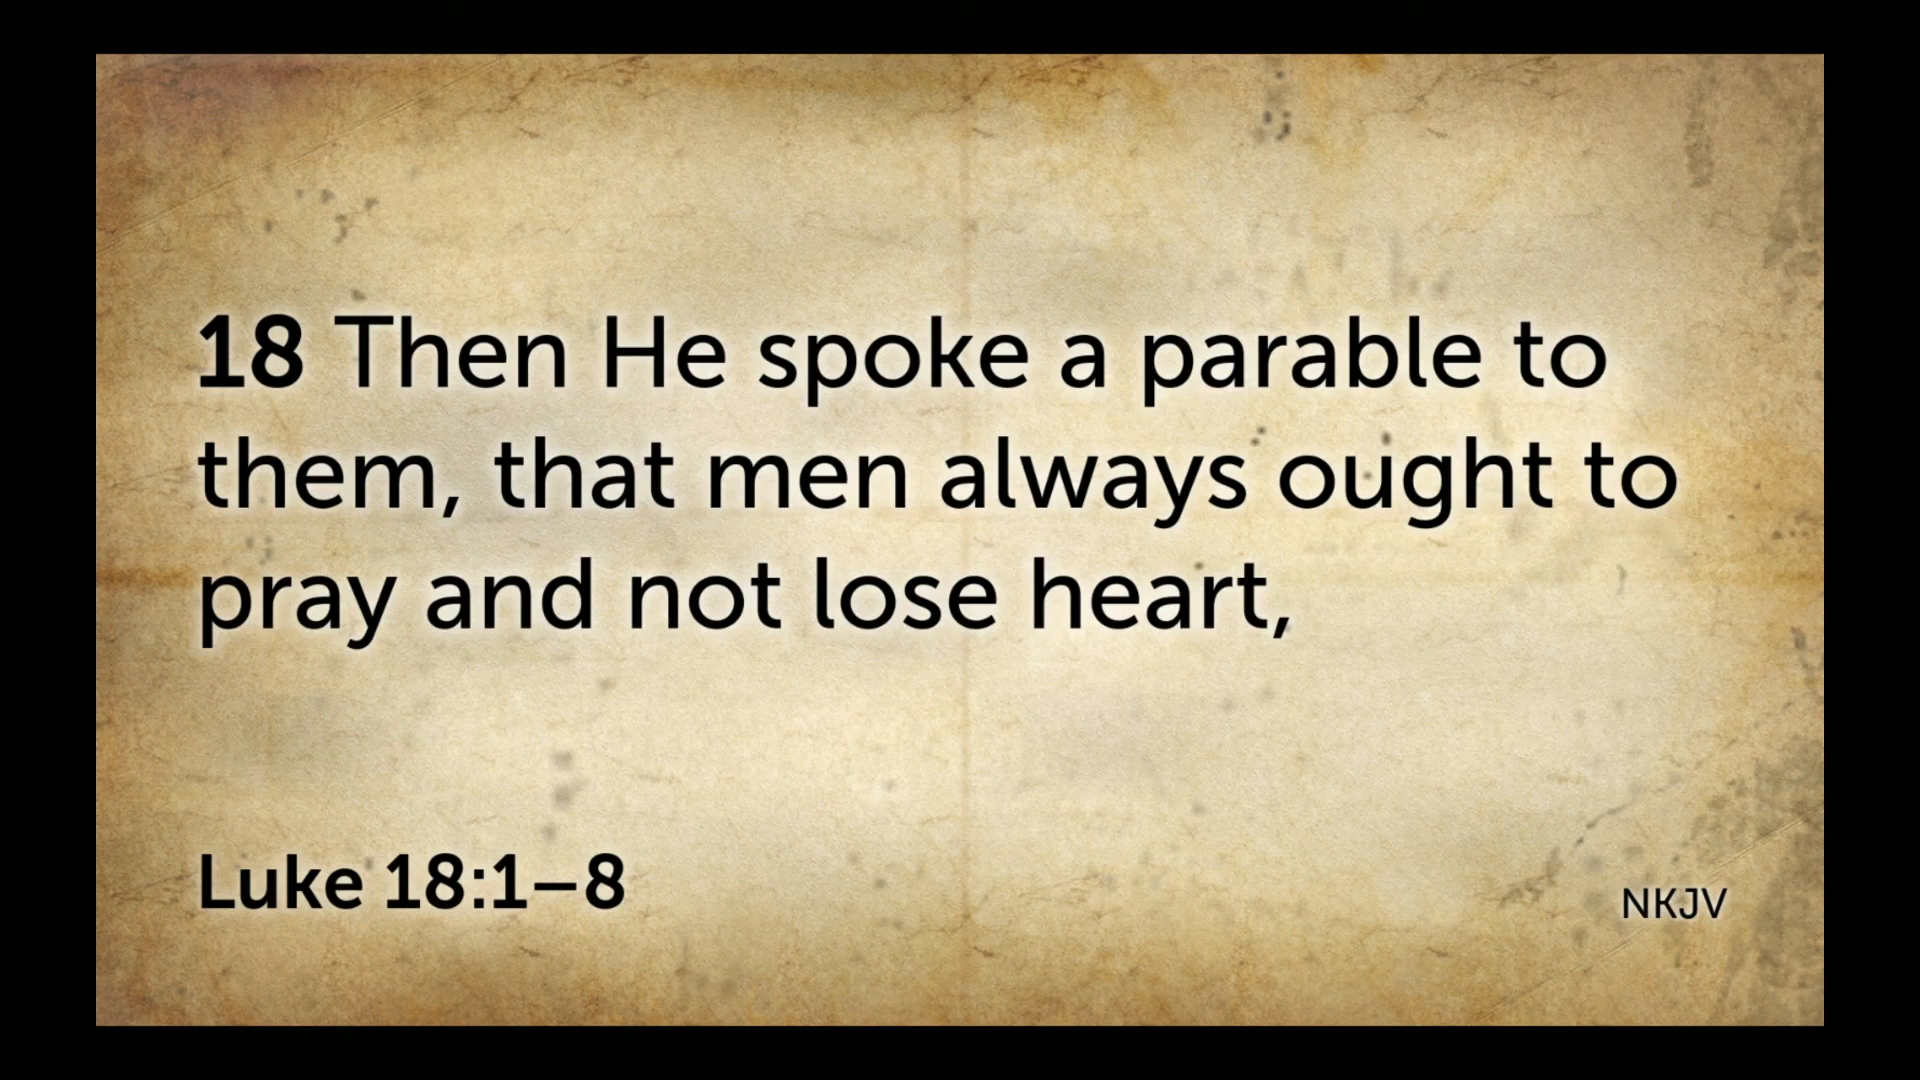 18 Then He spoke a parable to
them, that men always ought to
pray and not lose heart,
Luke 18:1–8
NKJV